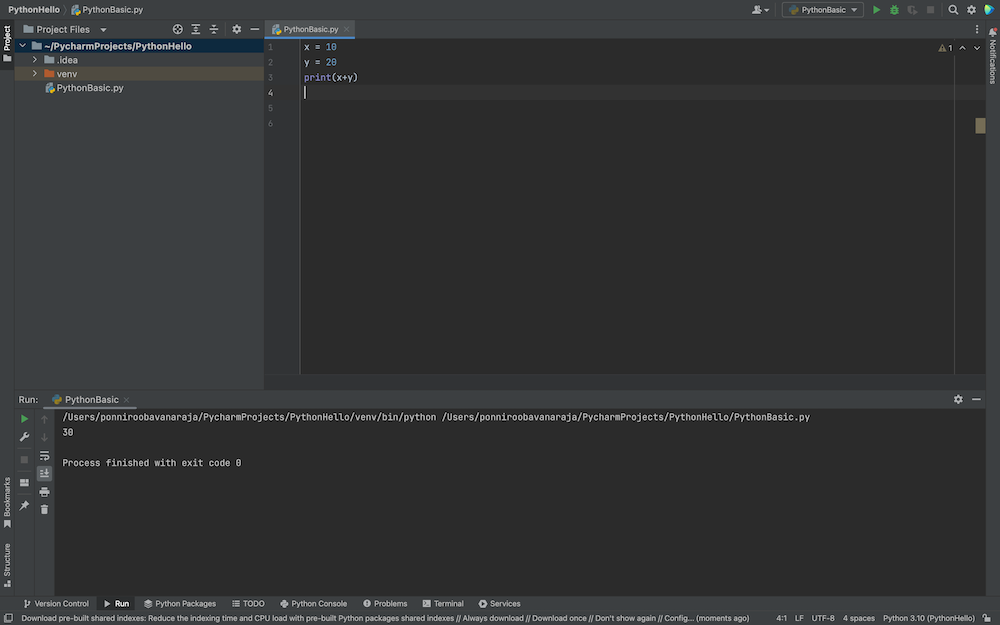 PythonHello PythonBasic.py PythonBasic
Project Files PythonBasic.py
Project
~/PycharmProjects/PythonHello
.idea
venv
PythonBasic.py
1 x = 10
2 y = 20
3 print(x+y)
4
5
6
1
Notifications
Run: PythonBasic
/Users/ponniroobavanaraja/PycharmProjects/PythonHello/venv/bin/python /Users/ponniroobavanaraja/PycharmProjects/PythonHello/PythonBasic.py
30
Process finished with exit code 0
Bookmarks
Structure
Version Control Run Python Packages TODO Python Console Problems Terminal Services
Download pre-built shared indexes: Reduce the indexing time and CPU load with pre-built Python packages shared indexes // Always download // Download once // Don't show again // Config... (moments ago) 4:1 LF UTF-8 4 spaces Python 3.10 (PythonHello)